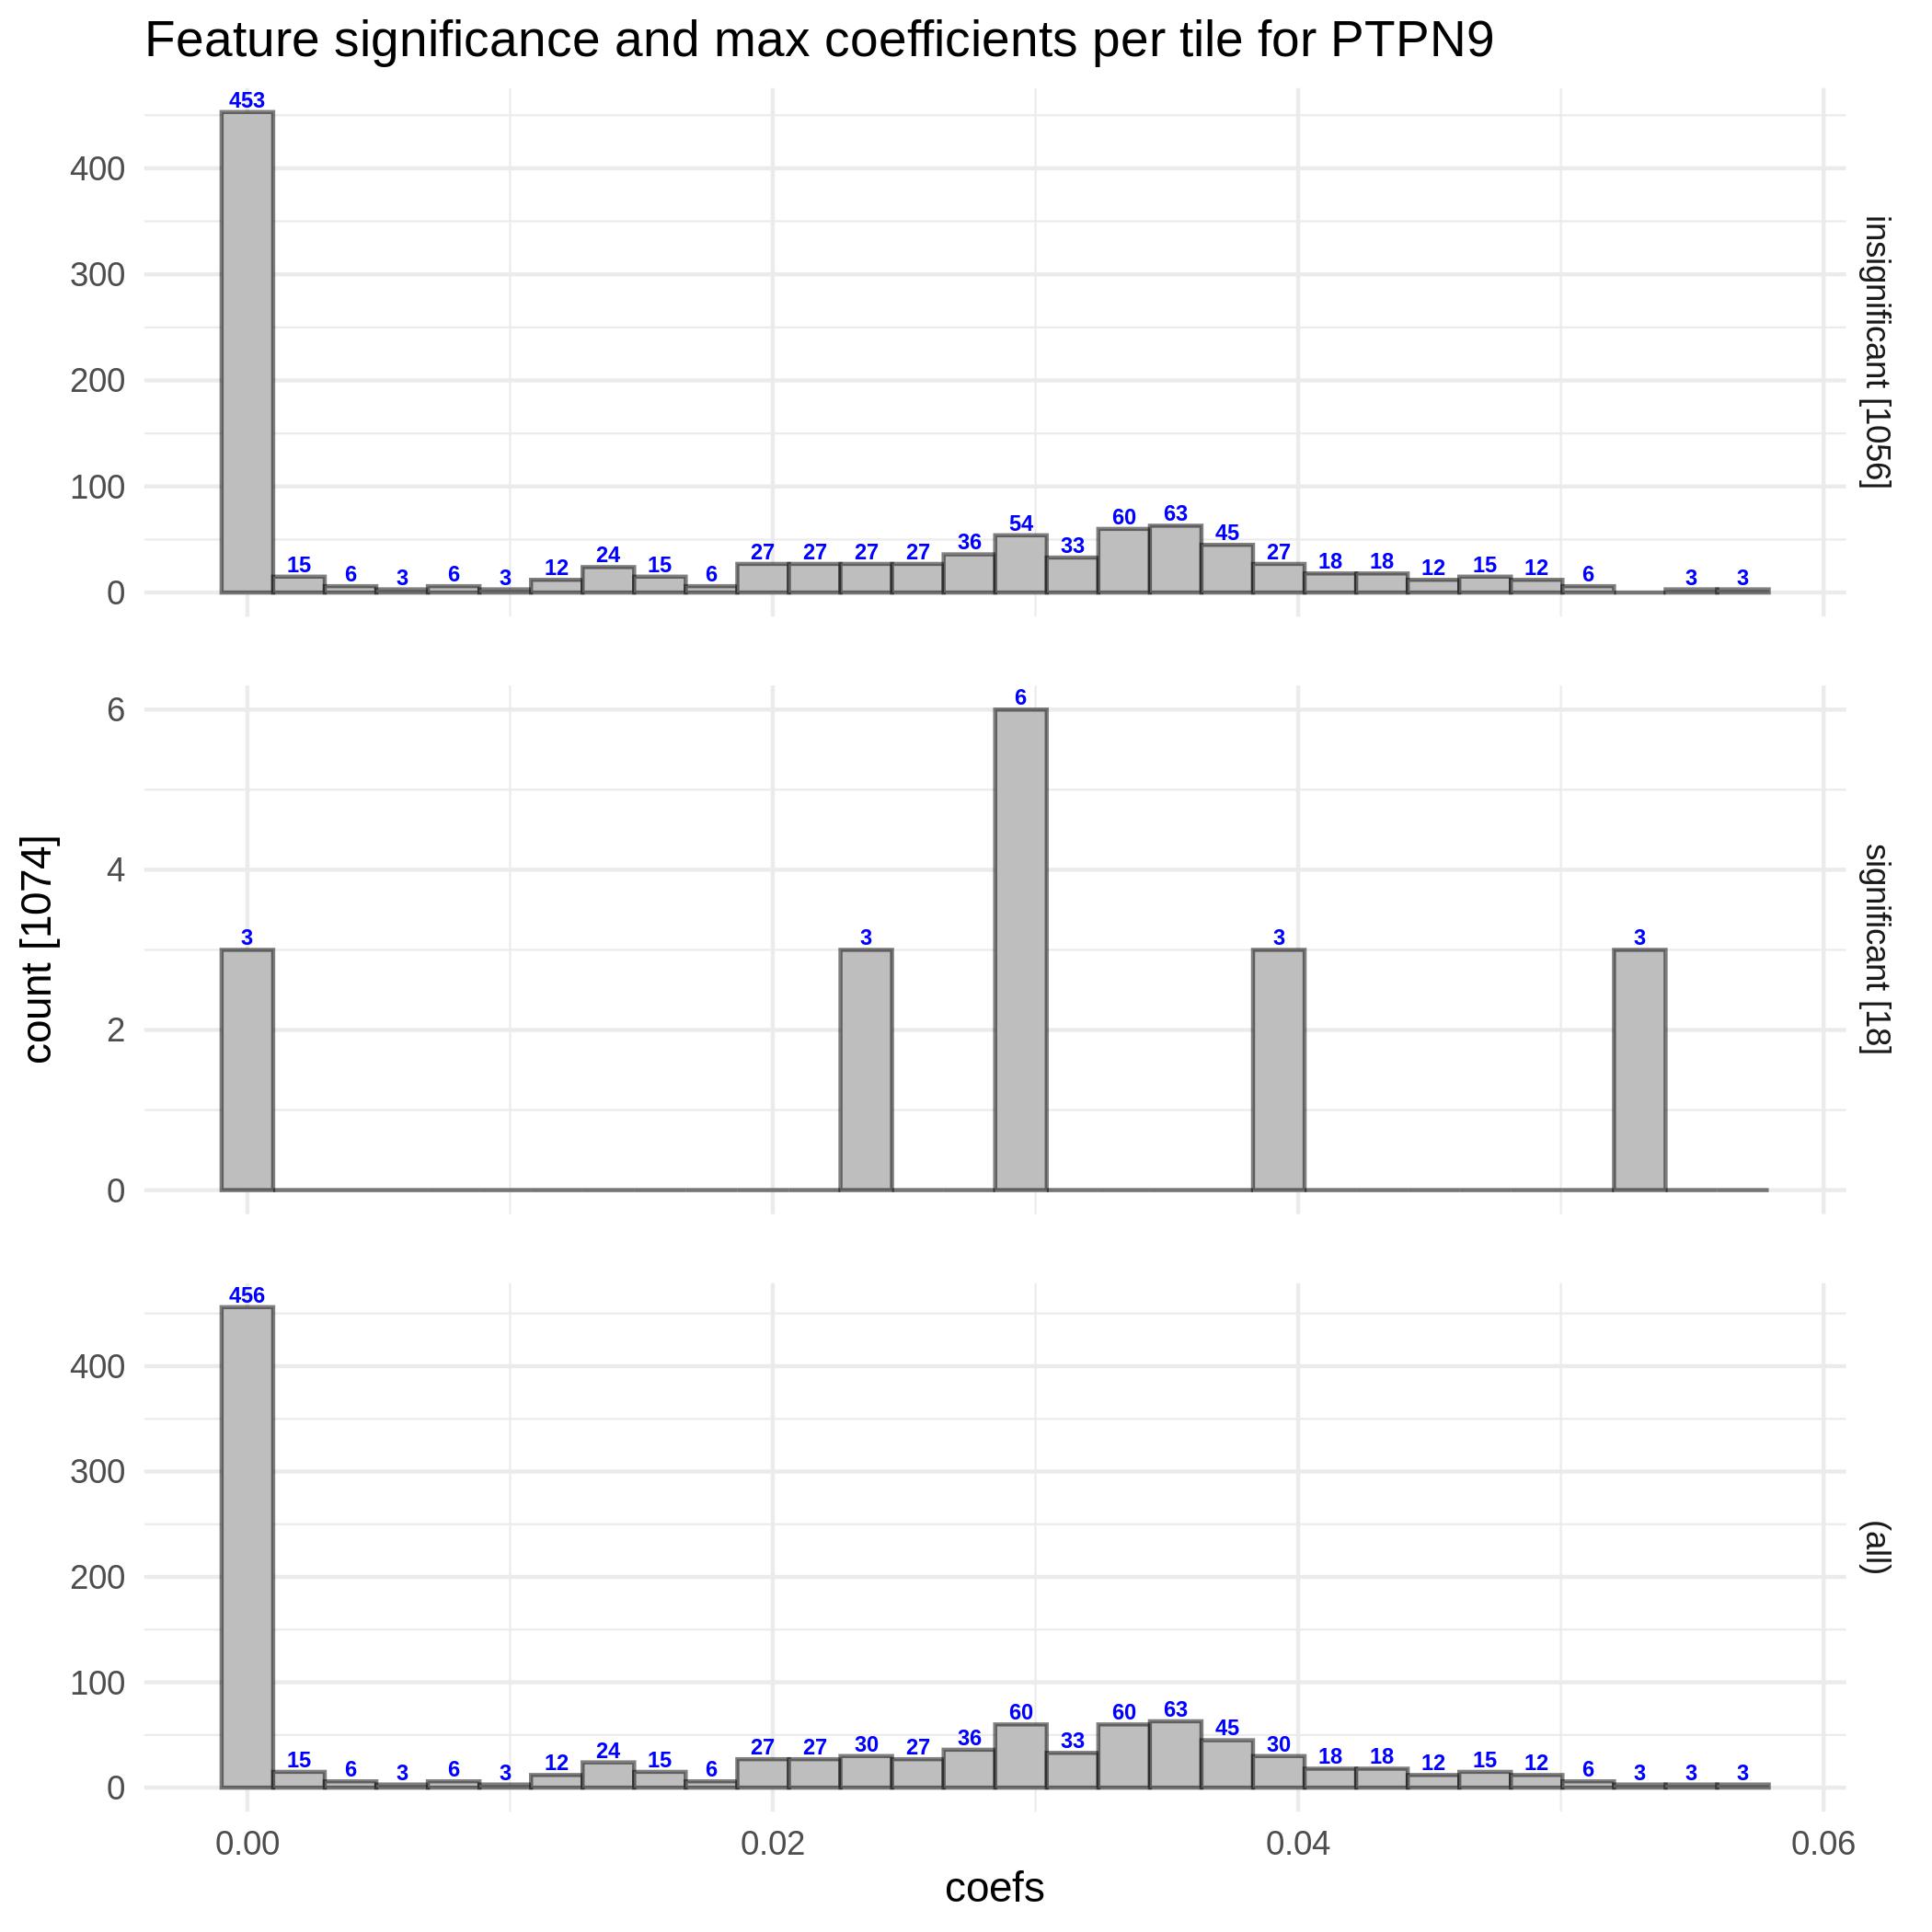 Feature significance and max coefficients per tile for PTPN9
453
400
300
200
100
0
15 6 3 6 3 12 24 15 6 27 27 27 27 36 54 33 60 63 45 27 18 18 12 15 12 6 3 3
insignificant [1056]
count [1074]
6
4
2
0
3 3 6 3 3
significant [18]
456
400
300
200
100
0
15 6 3 6 3 12 24 15 6 27 27 30 27 36 60 33 60 63 45 30 18 18 12 15 12 6 3 3 3
(all)
0.00 0.02 0.04 0.06
coefs